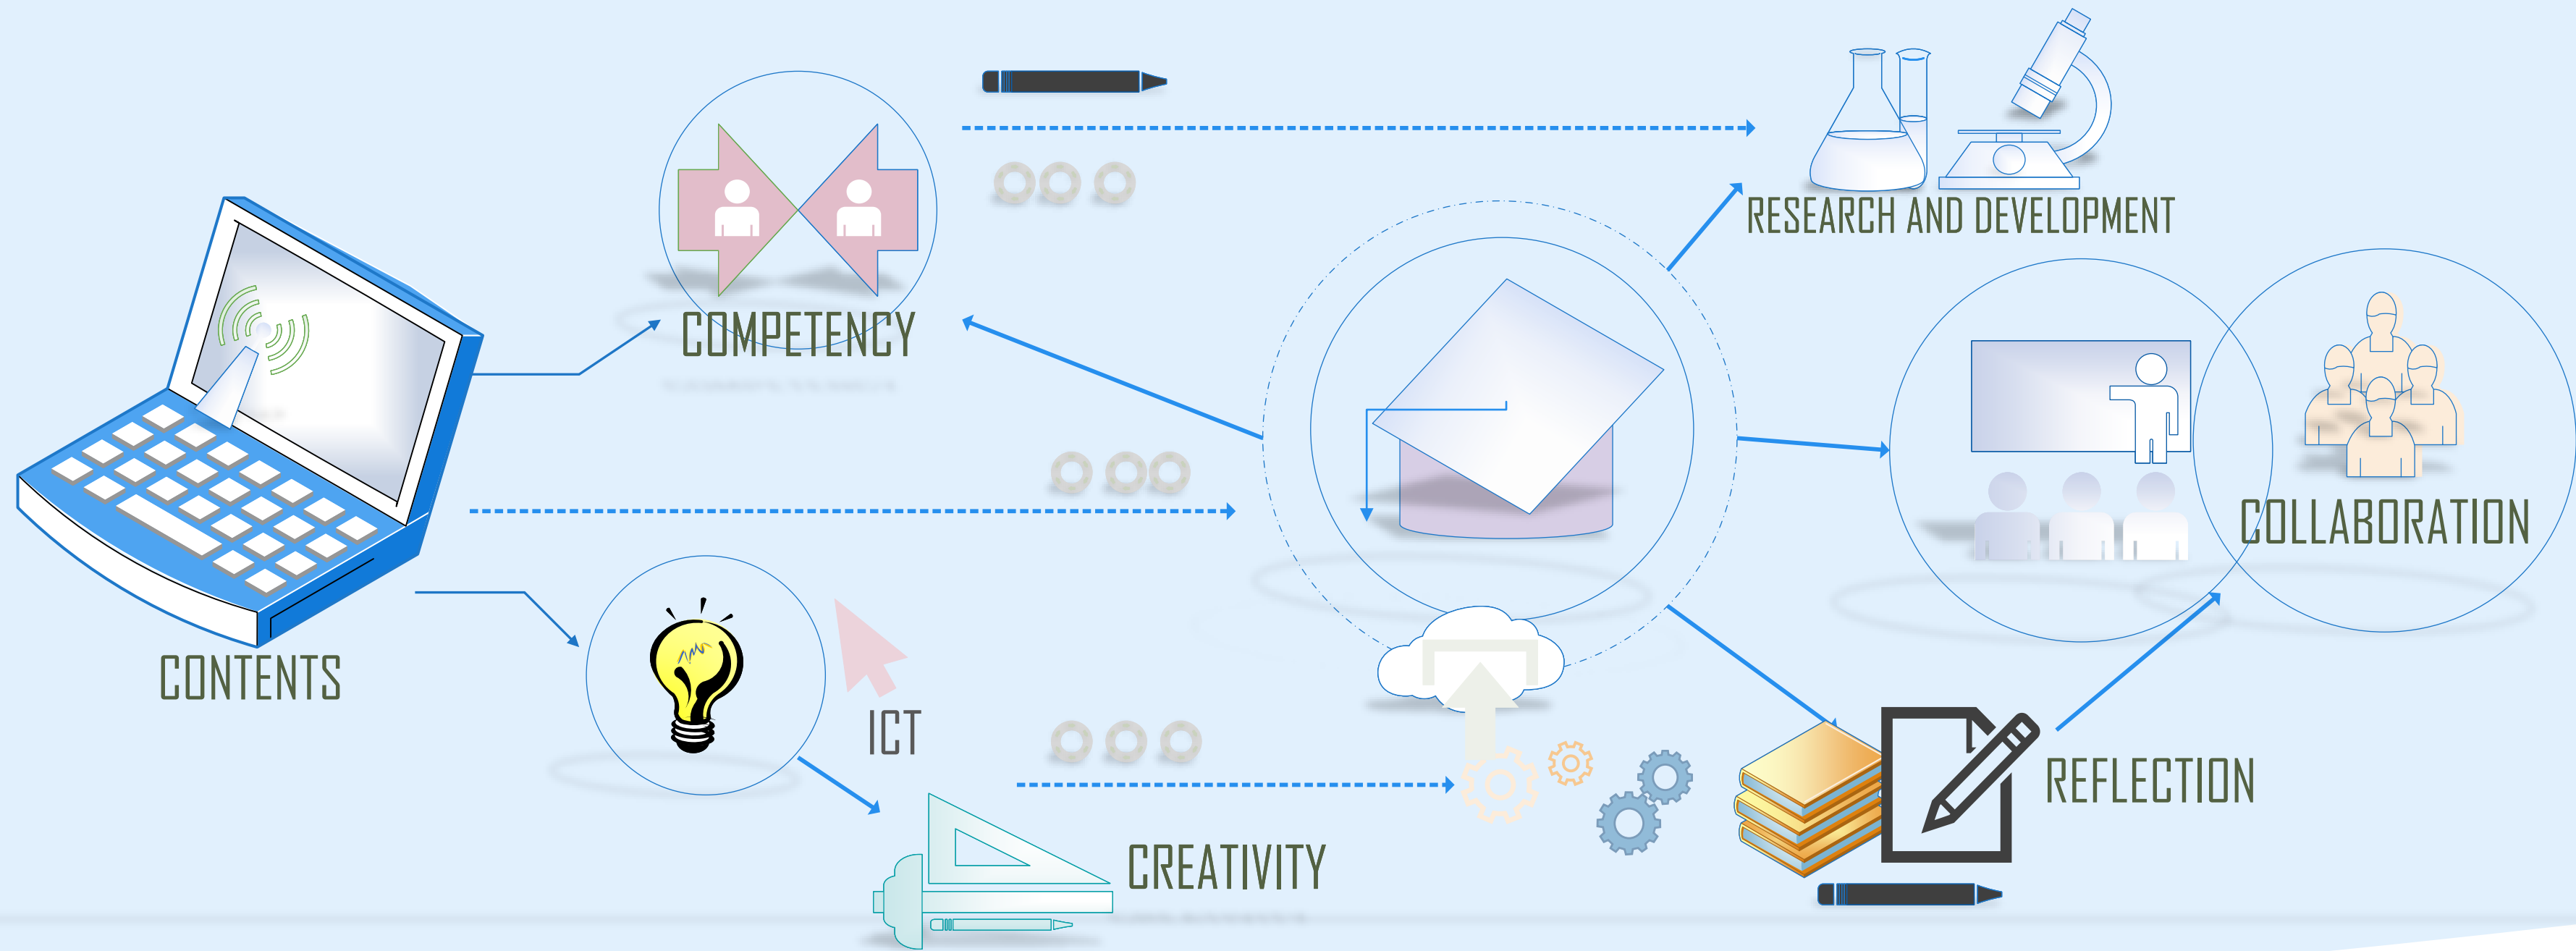 RESEARCH AND DEVELOPMENT
COMPETENCY
COLLABORATION
CONTENTS
ICT
REFLECTION
CREATIVITY